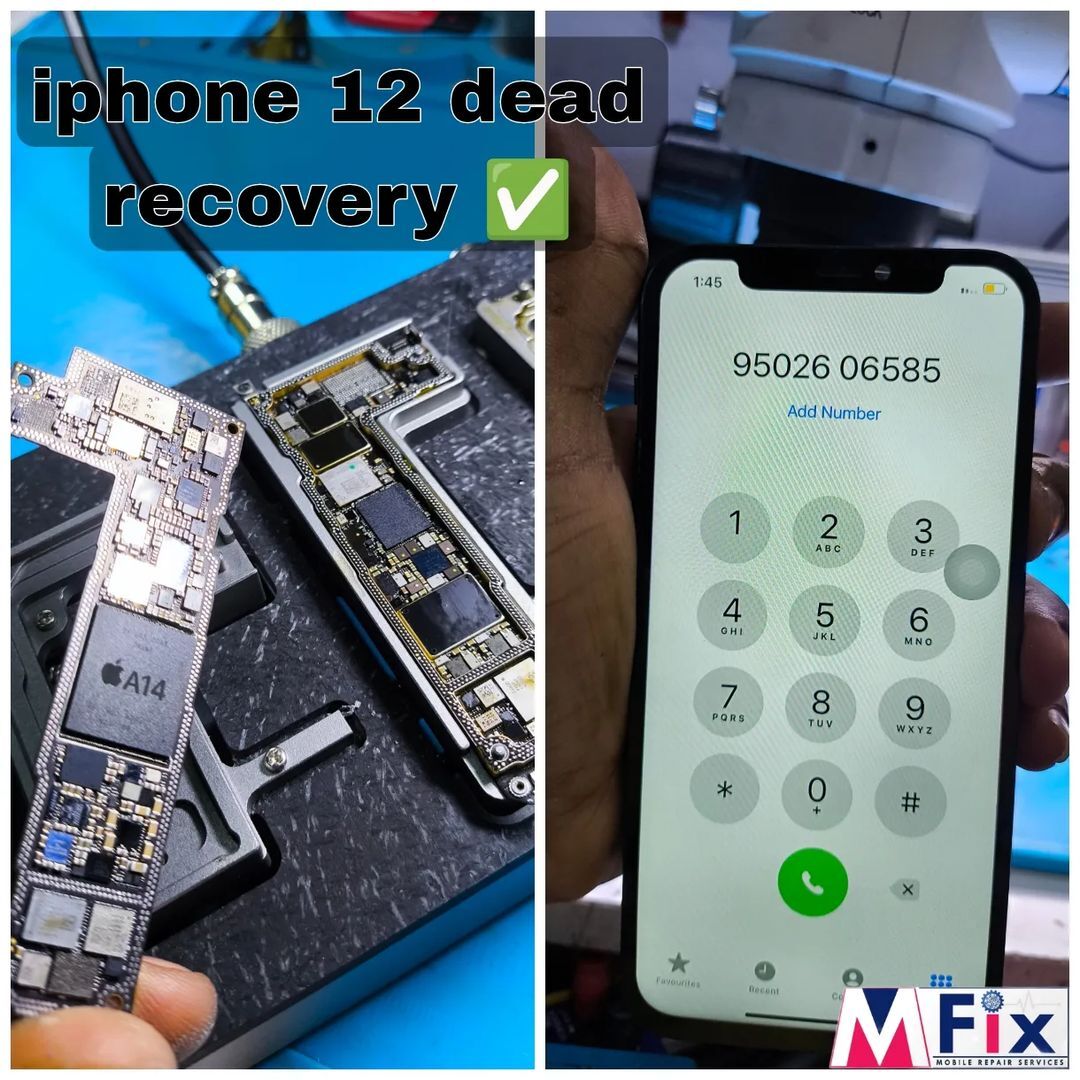 iphone 12 dead
recovery ✅
A14
1:45
95026 06585
Add Number
1
2
ABC
3
DEF
4
GHI
5
JKL
6
MNO
7
PQRS
8
TUV
9
WXYZ
*
0
+
#
Favourites
Recent
MFix
MOBILE REPAIR SERVICES